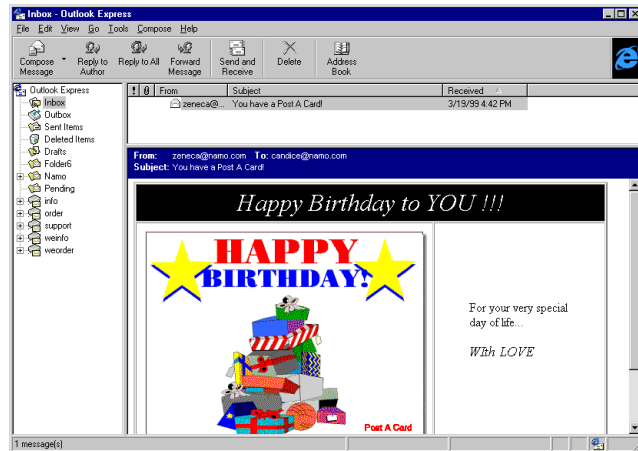 Inbox - Outlook Express
File Edit View Go Tools Compose Help
Compose Message
Reply to Author
Reply to All
Forward Message
Send and Receive
Delete
Address Book
Outlook Express
Inbox
Outbox
Sent Items
Deleted Items
Drafts
Folder6
Namo
Pending
info
order
support
weinfo
weorder
! From Subject Received
zeneca@... You have a Post A Card! 3/19/99 4:42 PM
From: zeneca@namo.com To: candice@namo.com
Subject: You have a Post A Card!
Happy Birthday to YOU !!!
HAPPY
BIRTHDAY!
Post A Card
For your very special
day of life...
WIth LOVE
1 message(s)